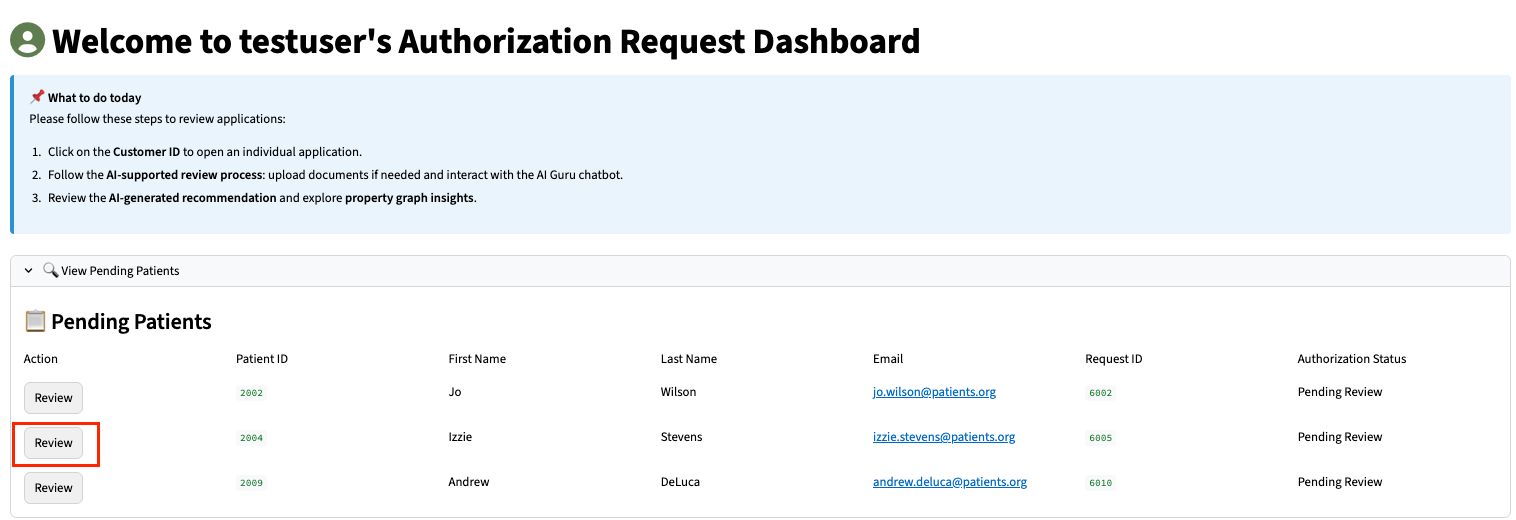 Welcome to testuser's Authorization Request Dashboard
What to do today
Please follow these steps to review applications:
1. Click on the Customer ID to open an individual application.
2. Follow the AI-supported review process: upload documents if needed and interact with the AI Guru chatbot.
3. Review the AI-generated recommendation and explore property graph insights.
View Pending Patients
Pending Patients
Action Patient ID First Name Last Name Email Request ID Authorization Status
Review 2002 Jo Wilson jo.wilson@patients.org 6002 Pending Review
Review 2004 Izzie Stevens izzie.stevens@patients.org 6005 Pending Review
Review 2009 Andrew DeLuca andrew.deluca@patients.org 6010 Pending Review